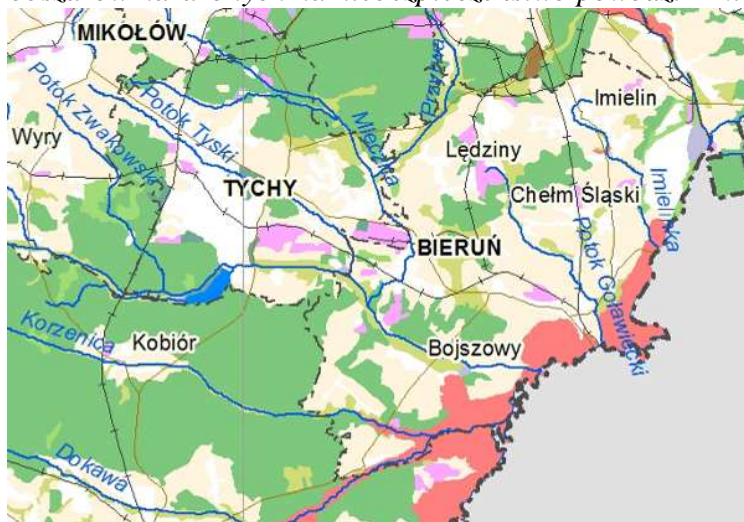 MIKOŁÓW
Potok Tyski
Potok Żwakowski
Przyrwa
Mleczna
Imielin
Wyry
Lędziny
TYCHY
Chełm Śląski
Imielinka
BIERUŃ
Potok Goławiecki
Korzenica
Kobiór
Bojszowy
Dokawa